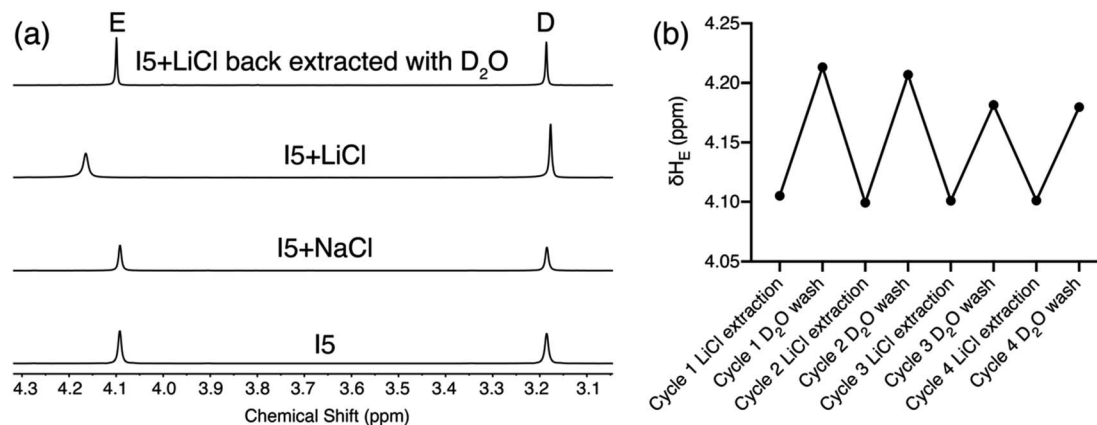 (a)
E
D
I5+LiCl back extracted with D₂O
I5+LiCl
I5+NaCl
I5
4.3 4.2 4.1 4.0 3.9 3.8 3.7 3.6 3.5 3.4 3.3 3.2 3.1
Chemical Shift (ppm)
(b)
δH_E (ppm)
4.25
4.20
4.15
4.10
4.05
Cycle 1 LiCl extraction
Cycle 1 D₂O wash
Cycle 2 LiCl extraction
Cycle 2 D₂O wash
Cycle 3 LiCl extraction
Cycle 3 D₂O wash
Cycle 4 LiCl extraction
Cycle 4 D₂O wash